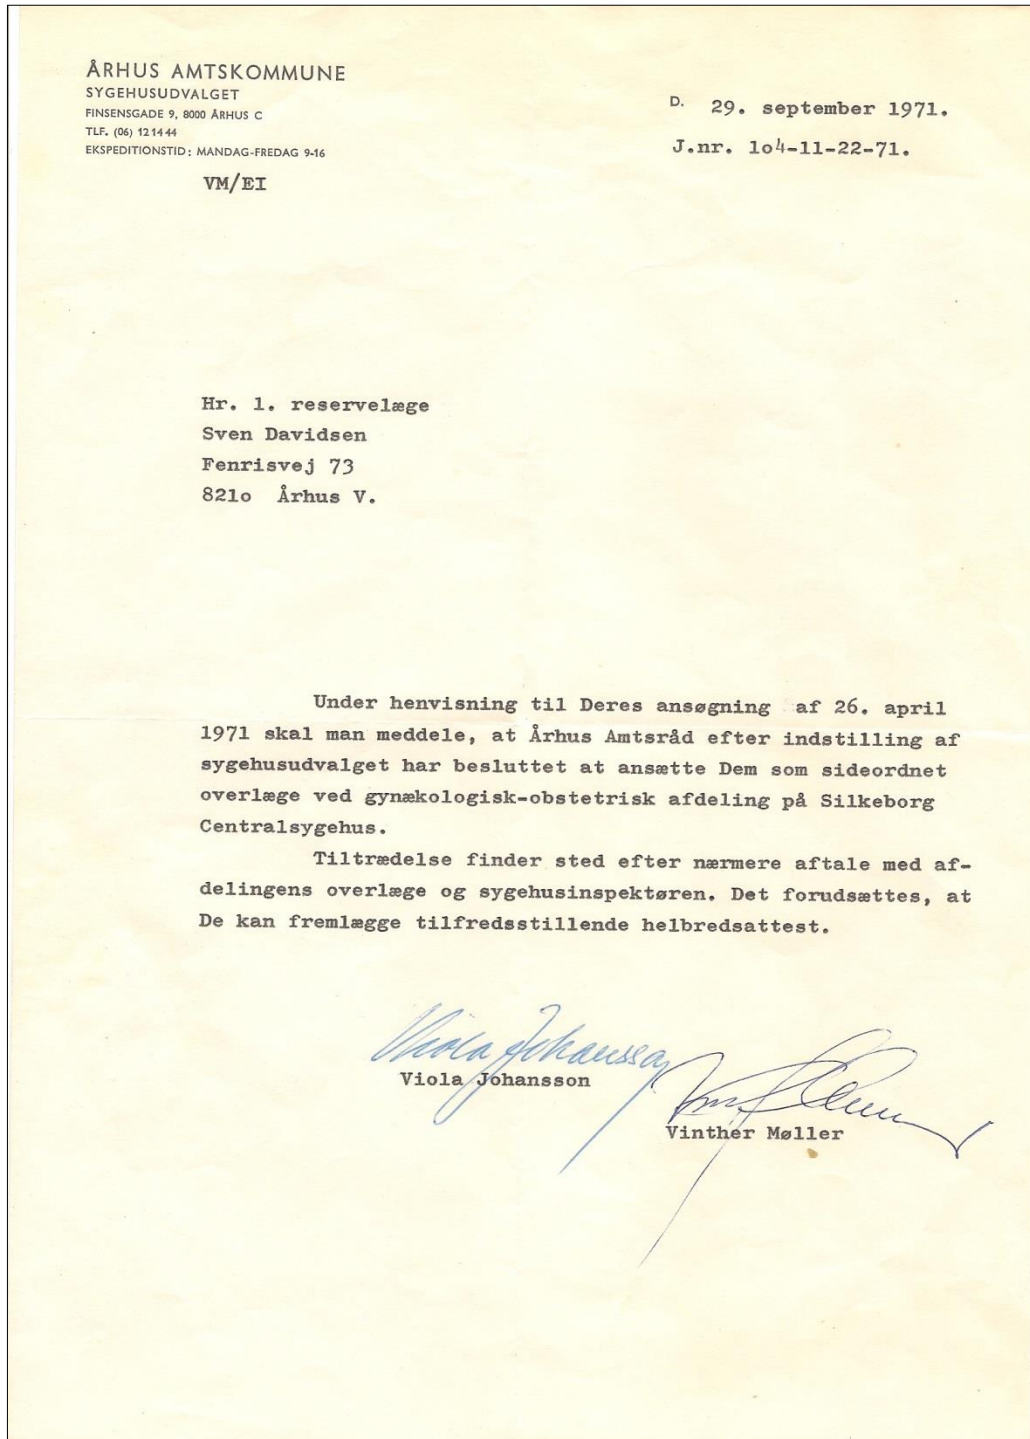 ÅRHUS AMTSKOMMUNE
SYGEHUSUDVALGET
FINSENSGADE 9, 8000 ÅRHUS C
TLF. (06) 121444
EKSPEDITIONSTID: MANDAG-FREDAG 9-16
VM/EI
D. 29. september 1971.
J.nr. 1o4-11-22-71.
Hr. 1. reservelæge
Sven Davidsen
Fenrisvej 73
821o Århus V.
Under henvisning til Deres ansøgning af 26. april
1971 skal man meddele, at Århus Amtsråd efter indstilling af
sygehusudvalget har besluttet at ansætte Dem som sideordnet
overlæge ved gynækologisk-obstetrisk afdeling på Silkeborg
Centralsygehus.
Tiltrædelse finder sted efter nærmere aftale med af-
delingens overlæge og sygehusinspektøren. Det forudsættes, at
De kan fremlægge tilfredsstillende helbredsattest.
Viola Johansson
Viola Johansson
Vinther Møller